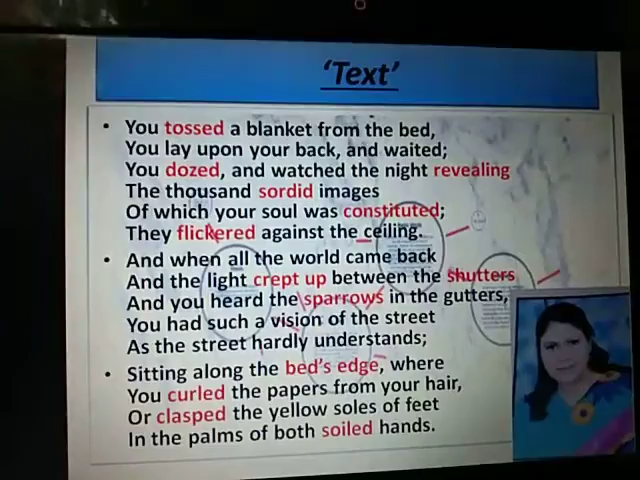 ‘Text’
• You tossed a blanket from the bed,
You lay upon your back, and waited;
You dozed, and watched the night revealing
The thousand sordid images
Of which your soul was constituted;
They flickered against the ceiling.
• And when all the world came back
And the light crept up between the shutters
And you heard the sparrows in the gutters,
You had such a vision of the street
As the street hardly understands;
• Sitting along the bed's edge, where
You curled the papers from your hair,
Or clasped the yellow soles of feet
In the palms of both soiled hands.